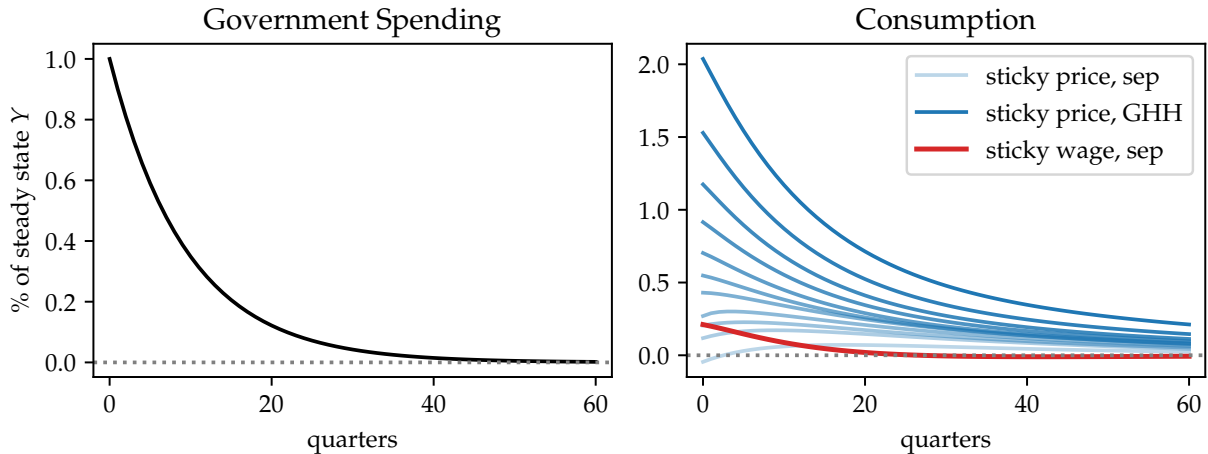 Government Spending
% of steady state Y
1.0
0.8
0.6
0.4
0.2
0.0
0
20
40
60
quarters
Consumption
2.0
1.5
1.0
0.5
0.0
sticky price, sep
sticky price, GHH
sticky wage, sep
0
20
40
60
quarters